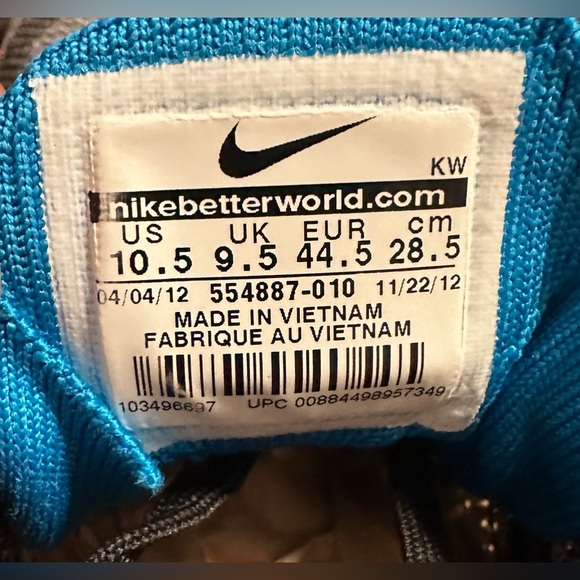 KW
nikebetterworld.com
US UK EUR cm
10.5 9.5 44.5 28.5
04/04/12 554887-010 11/22/12
MADE IN VIETNAM
FABRIQUE AU VIETNAM
103496697 UPC 00884498957349